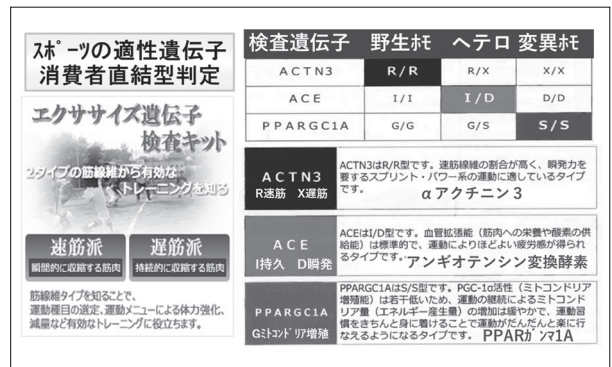 スポーツの適性遺伝子
消費者直結型判定
エクササイズ遺伝子
検査キット
2タイプの筋線維から有効な
トレーニングを知る
速筋派
瞬間的に収縮する筋肉
遅筋派
持続的に収縮する筋肉
筋線維タイプを知ることで、
運動種目の選定、運動メニューによる体力強化、
減量など有効なトレーニングに役立ちます。
検査遺伝子 野生ホモ ヘテロ 変異ホモ
ACTN3 R/R R/X X/X
ACE I/I I/D D/D
PPARGC1A G/G G/S S/S
ACTN3
R速筋 X遅筋
ACTN3はR/R型です。速筋線維の割合が高く、瞬発力を
要するスプリント・パワー系の運動に適しているタイプ
です。 αアクチニン3
ACE
I持久 D瞬発
ACEはI/D型です。血管拡張能（筋肉への栄養や酸素の供
給能）は標準的で、運動によりほどよい疲労感が得られ
るタイプです。アンギオテンシン変換酵素
PPARGC1A
Gミトコンドリア増殖
PPARGC1AはS/S型です。PGC-1α活性（ミトコンドリア
増殖能）は若干低いため、運動の継続によるミトコンド
リア量（エネルギー産生量）の増加は緩やかで、運動習
慣をきちんと身に着けることで運動がだんだんと楽に行
なえるようになるタイプです。 PPARガンマ1A